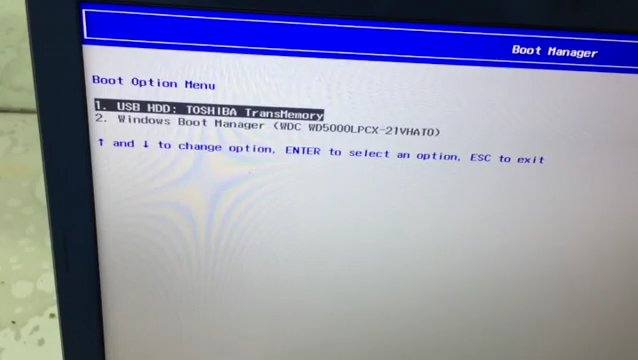 Boot Manager
Boot Option Menu
1. USB HDD: TOSHIBA TransMemory
2. Windows Boot Manager (WDC WD5000LPCX-21VHAT0)
↑ and ↓ to change option, ENTER to select an option, ESC to exit